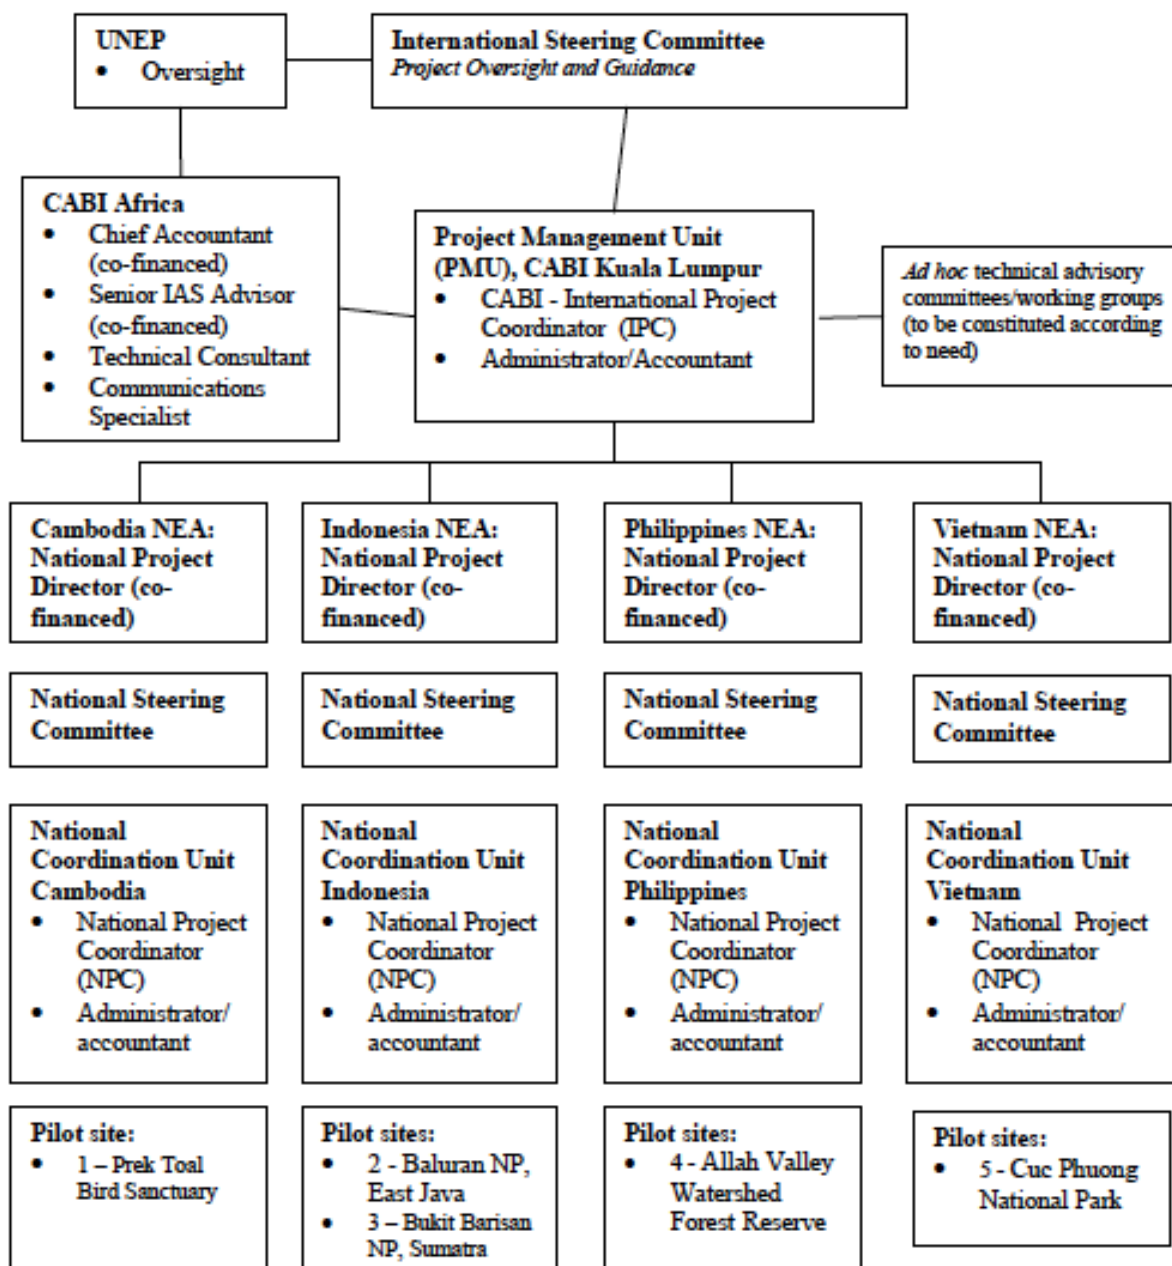 UNEP
• Oversight
International Steering Committee
Project Oversight and Guidance
CABI Africa
• Chief Accountant
(co-financed)
• Senior IAS Advisor
(co-financed)
• Technical Consultant
• Communications
Specialist
Project Management Unit
(PMU), CABI Kuala Lumpur
• CABI - International Project
Coordinator (IPC)
• Administrator/Accountant
Ad hoc technical advisory
committees/working groups
(to be constituted according
to need)
Cambodia NEA:
National Project
Director (co-
financed)
Indonesia NEA:
National Project
Director (co-
financed)
Philippines NEA:
National Project
Director (co-
financed)
Vietnam NEA:
National Project
Director (co-
financed)
National Steering
Committee
National Steering
Committee
National Steering
Committee
National Steering
Committee
National
Coordination Unit
Cambodia
• National Project
Coordinator
(NPC)
• Administrator/
accountant
National
Coordination Unit
Indonesia
• National Project
Coordinator
(NPC)
• Administrator/
accountant
National
Coordination Unit
Philippines
• National Project
Coordinator
(NPC)
• Administrator/
accountant
National
Coordination Unit
Vietnam
• National Project
Coordinator
(NPC)
• Administrator/
accountant
Pilot site:
• 1 – Prek Toal
Bird Sanctuary
Pilot sites:
• 2 - Baluran NP,
East Java
• 3 – Bukit Barisan
NP, Sumatra
Pilot sites:
• 4 - Allah Valley
Watershed
Forest Reserve
Pilot sites:
• 5 - Cuc Phuong
National Park